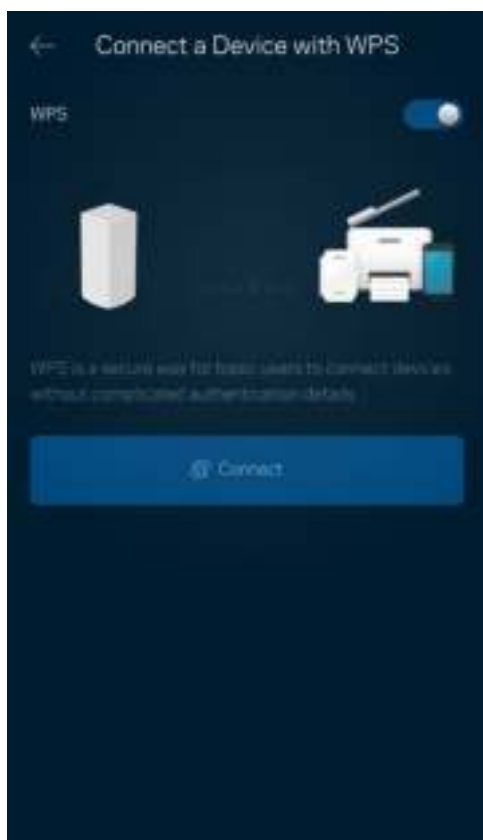 Connect a Device with WPS
WPS
WPS is a secure way for basic users to connect devices
without complicated authentication details
Connect